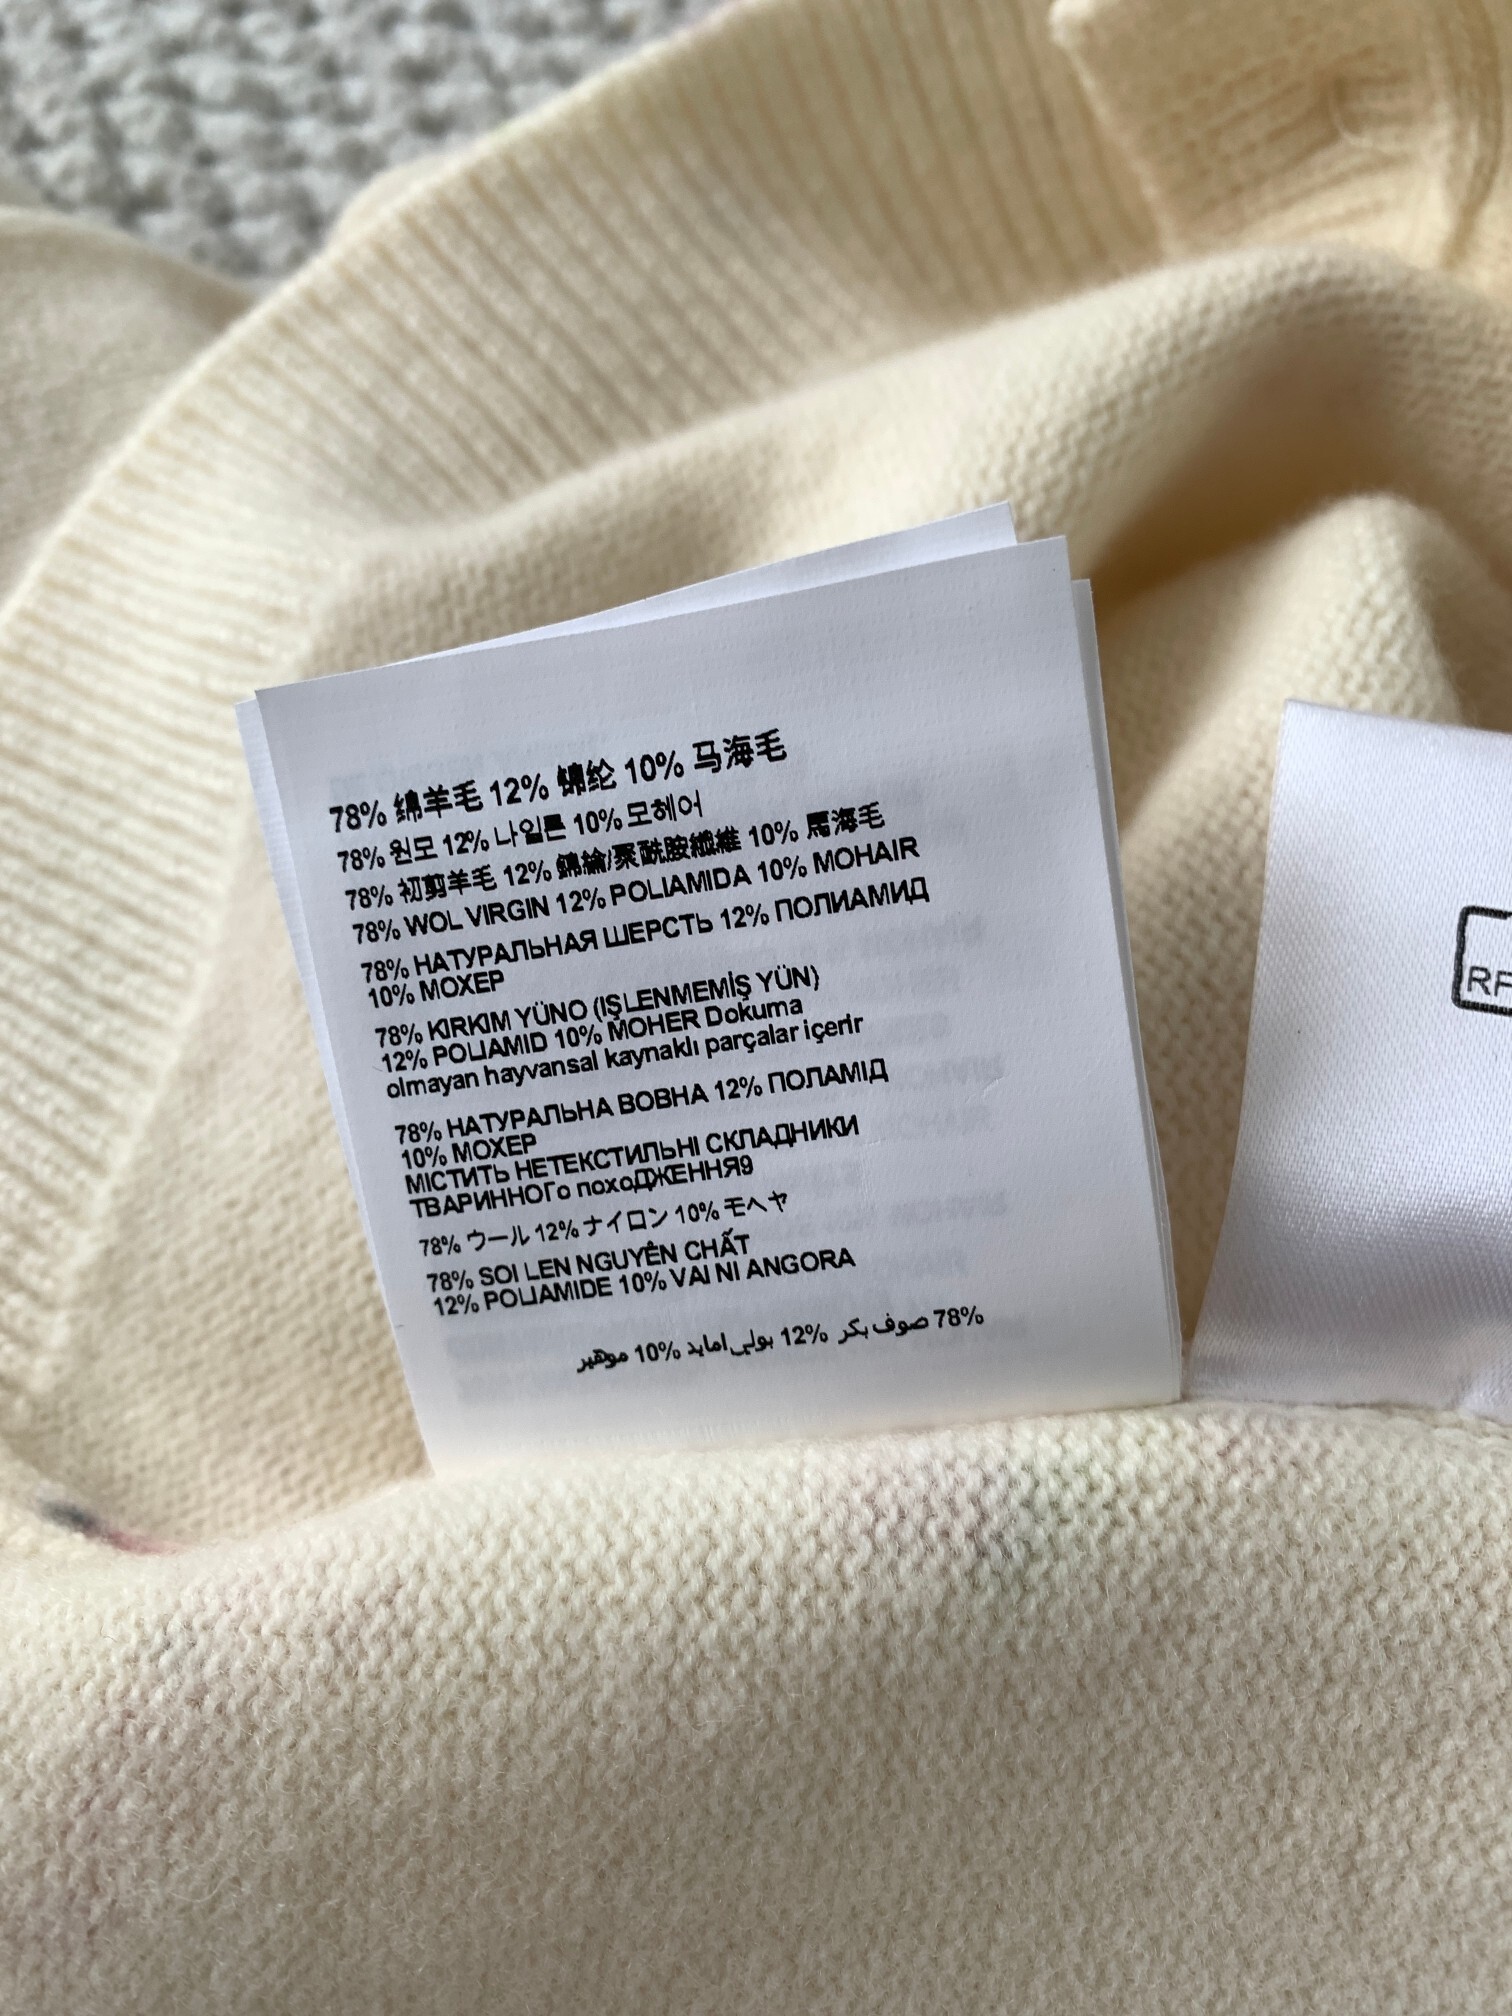 78% 绵羊毛 12% 锦纶 10% 马海毛
78% 원모 12% 나일론 10% 모헤어
78% 初剪羊毛 12% 錦綸/聚酰胺纖維 10% 馬海毛
78% WOL VIRGIN 12% POLIAMIDA 10% MOHAIR
78% НАТУРАЛЬНАЯ ШЕРСТЬ 12% ПОЛИАМИД
10% МОХЕР
78% KIRKIM YÜNO (IŞLENMEMİŞ YÜN)
12% POLIAMID 10% MOHER Dokuma
olmayan hayvansal kaynaklı parçalar içerir
78% НАТУРАЛЬНА ВОВНА 12% ПОЛАМІД
10% МОХЕР
МІСТИТЬ НЕТЕКСТИЛЬНІ СКЛАДНИКИ
ТВАРИННОГо похоДЖЕННЯ9
78% ウール 12% ナイロン 10% モヘヤ
78% SOI LEN NGUYÊN CHẤT
12% POLIAMIDE 10% VAI NI ANGORA
78% صوف بكر 12% بولي امايد 10% موهير